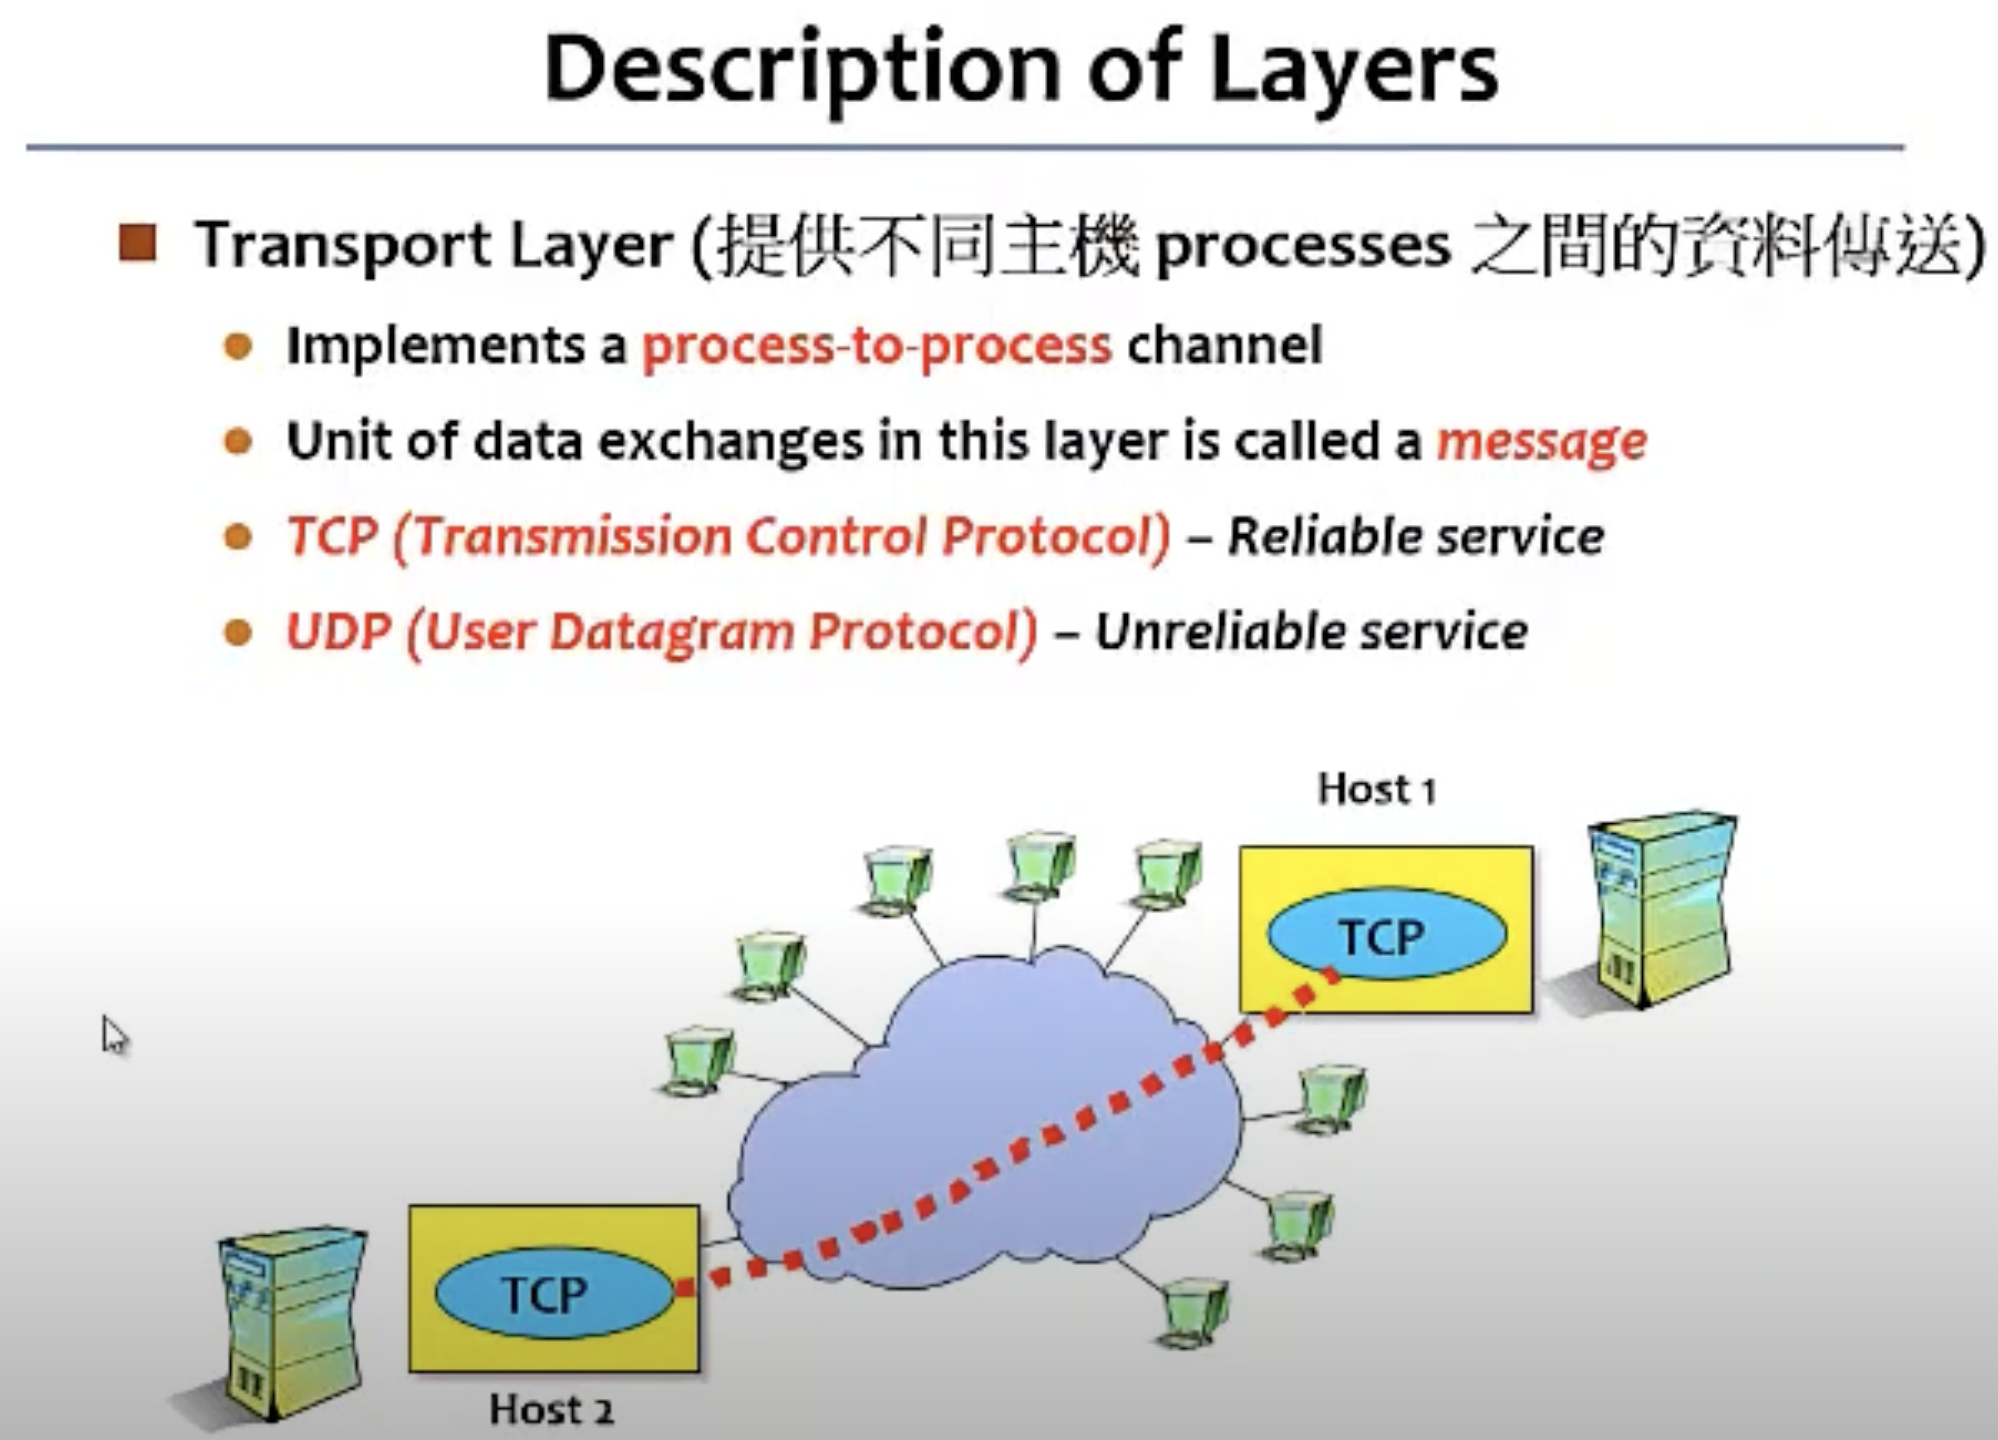 Description of Layers
Transport Layer (提供不同主機 processes 之間的資料傳送)
Implements a process-to-process channel
Unit of data exchanges in this layer is called a message
TCP (Transmission Control Protocol) – Reliable service
UDP (User Datagram Protocol) – Unreliable service
Host 1
TCP
TCP
Host 2